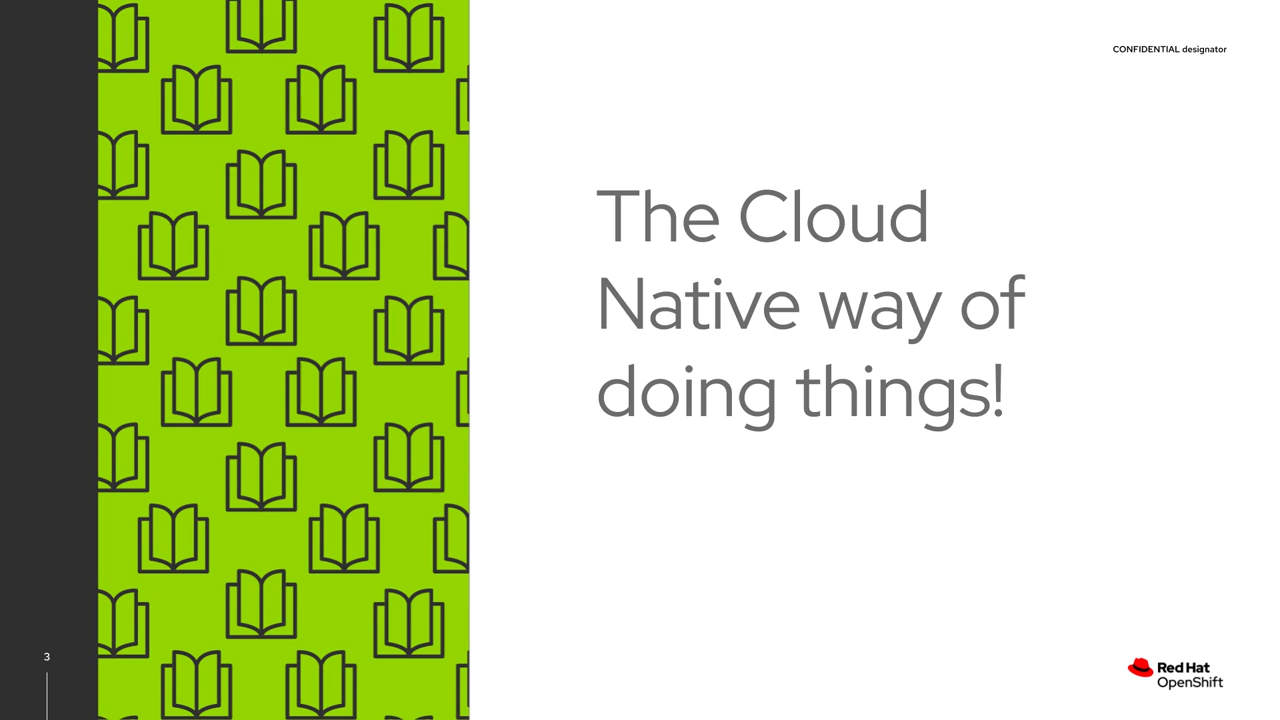 CONFIDENTIAL designator
The Cloud
Native way of
doing things!
3
Red Hat
OpenShift